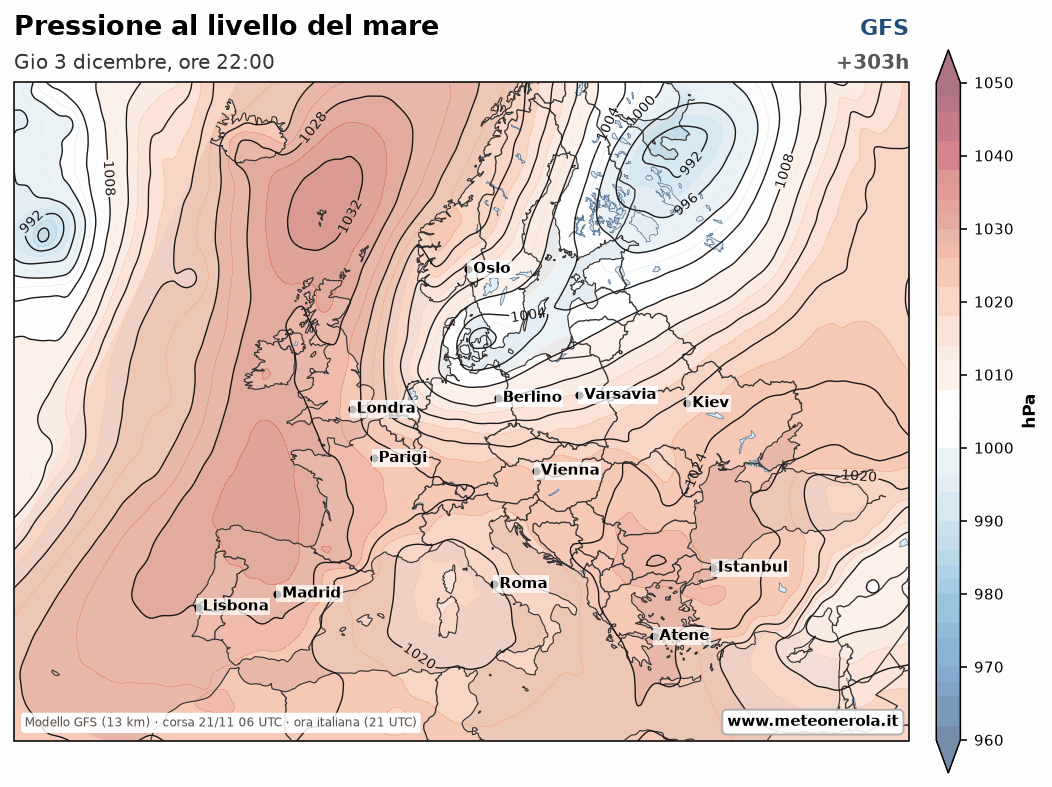 Pressione al livello del mare
GFS
Gio 3 dicembre, ore 22:00
+303h
1050
1040
1030
1020
1010
1000
990
980
970
960
hPa
1028
1004
1000
1008
1008
992
996
992
1032
Oslo
1004
Londra
Berlino
Varsavia
Kiev
Parigi
Vienna
1024
1020
Istanbul
Madrid
Roma
Lisbona
Atene
1020
Modello GFS (13 km) · corsa 21/11 06 UTC · ora italiana (21 UTC)
www.meteonerola.it